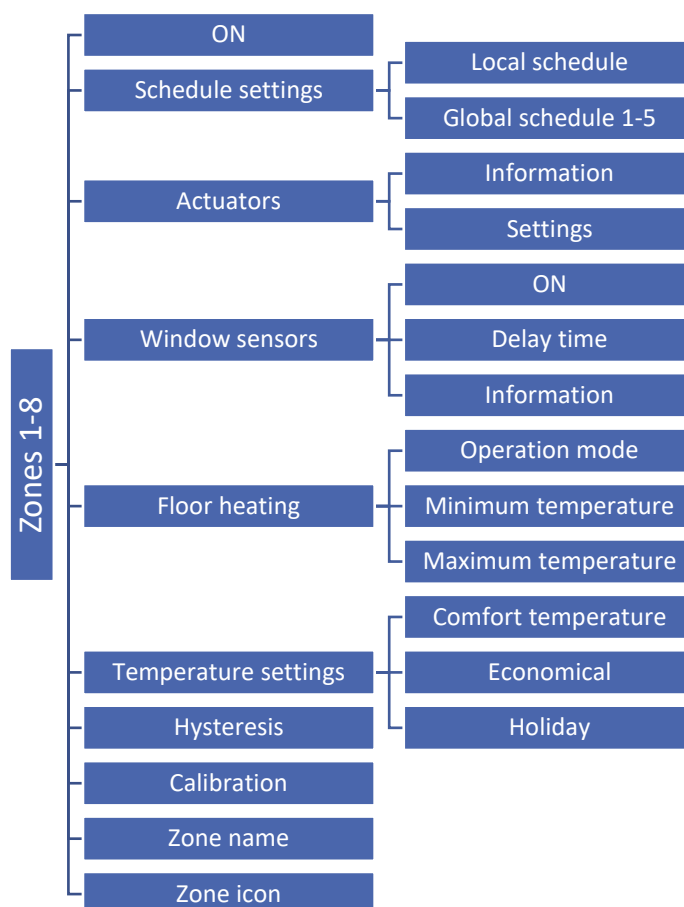 Zones 1-8
ON
Schedule settings
Local schedule
Global schedule 1-5
Actuators
Information
Settings
Window sensors
ON
Delay time
Information
Floor heating
Operation mode
Minimum temperature
Maximum temperature
Temperature settings
Comfort temperature
Economical
Holiday
Hysteresis
Calibration
Zone name
Zone icon